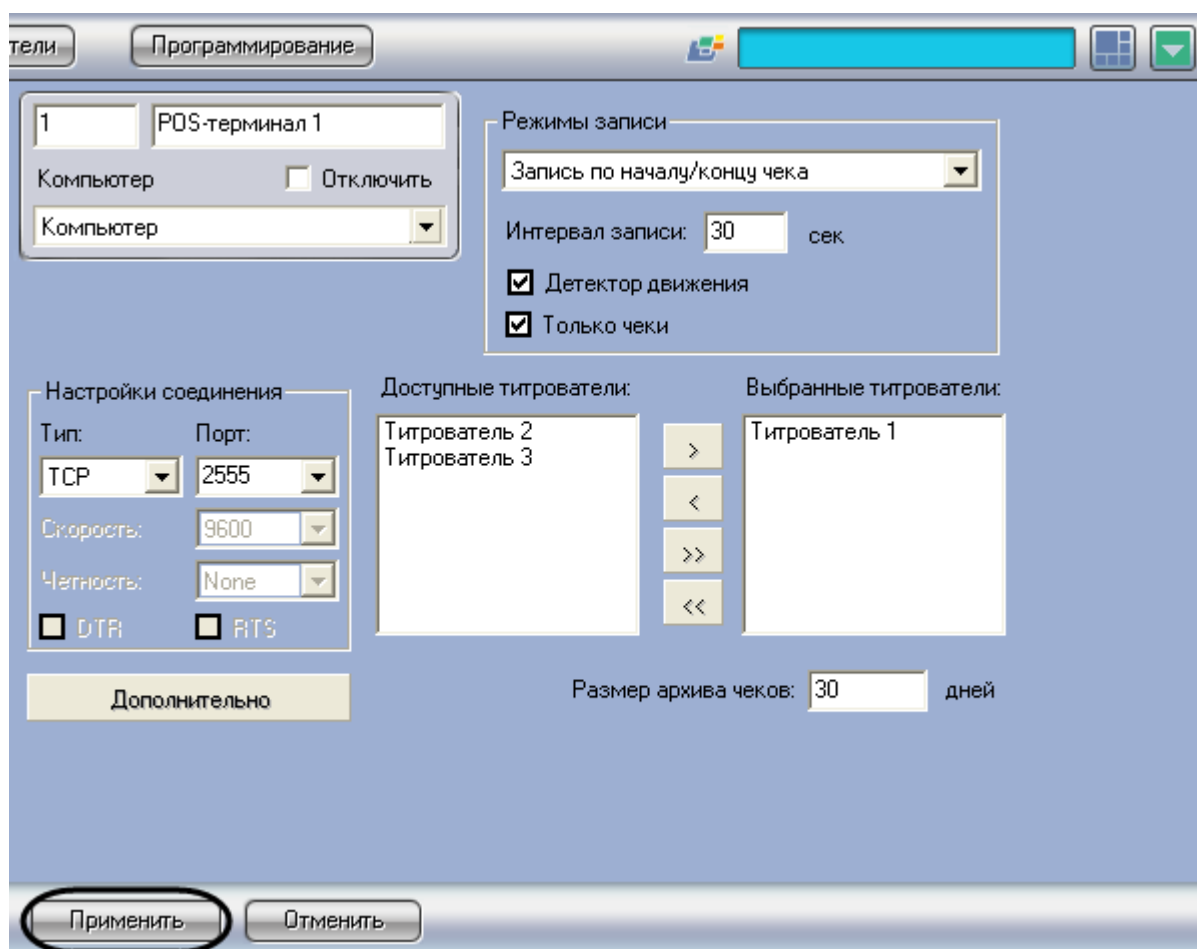 тели Программирование
1 POS-терминал 1
Компьютер Отключить
Компьютер
Режимы записи
Запись по началу/концу чека
Интервал записи: 30 сек
Детектор движения
Только чеки
Настройки соединения
Тип: Порт:
TCP 2555
Скорость: 9600
Четность: None
DTR RTS
Доступные титрователи:
Титрователь 2
Титрователь 3
>
<
>>
<<
Выбранные титрователи:
Титрователь 1
Дополнительно
Размер архива чеков: 30 дней
Применить Отменить